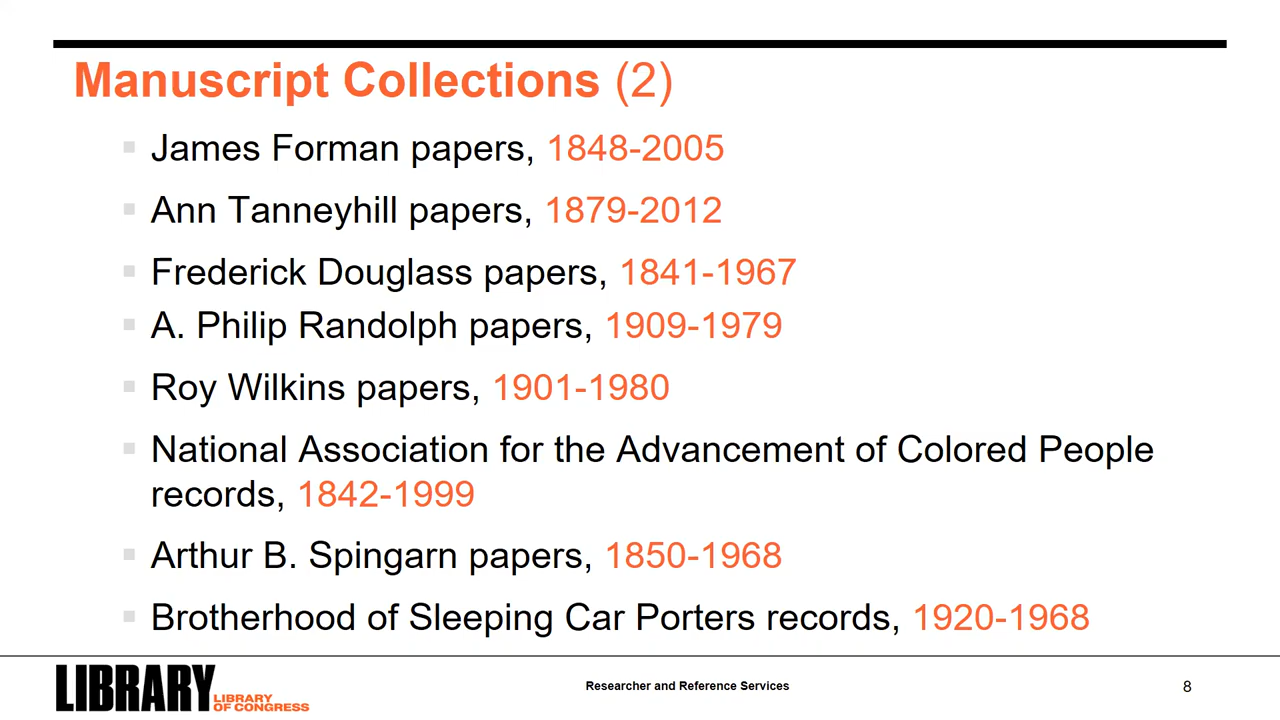 Manuscript Collections (2)
James Forman papers, 1848-2005
Ann Tanneyhill papers, 1879-2012
Frederick Douglass papers, 1841-1967
A. Philip Randolph papers, 1909-1979
Roy Wilkins papers, 1901-1980
National Association for the Advancement of Colored People
records, 1842-1999
Arthur B. Spingarn papers, 1850-1968
Brotherhood of Sleeping Car Porters records, 1920-1968
LIBRARY
LIBRARY
OF CONGRESS
Researcher and Reference Services
8